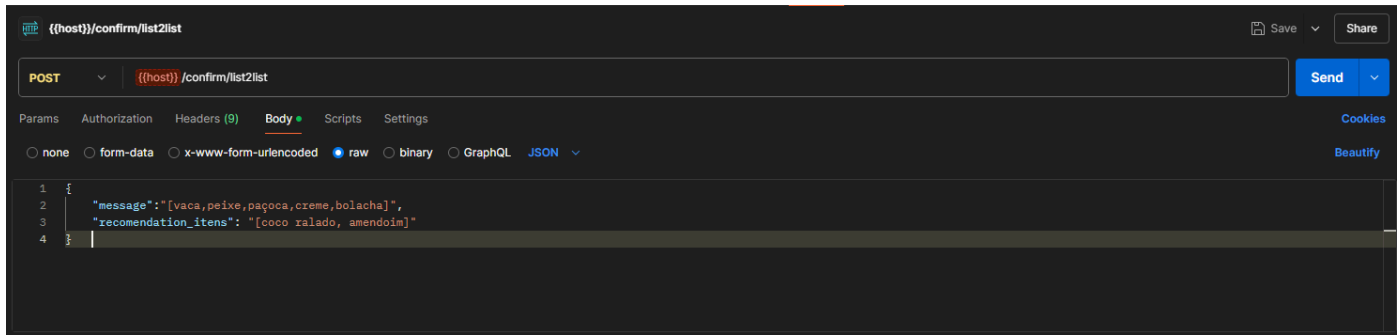 HTTP {{host}}/confirm/list2list Save Share
POST {{host}} /confirm/list2list Send
Params Authorization Headers (9) Body Scripts Settings Cookies
none form-data x-www-form-urlencoded raw binary GraphQL JSON Beautify
1 {
2 "message":"[vaca,peixe,paçoca,creme,bolacha]",
3 "recomendation_itens": "[coco ralado, amendoim]"
4 }